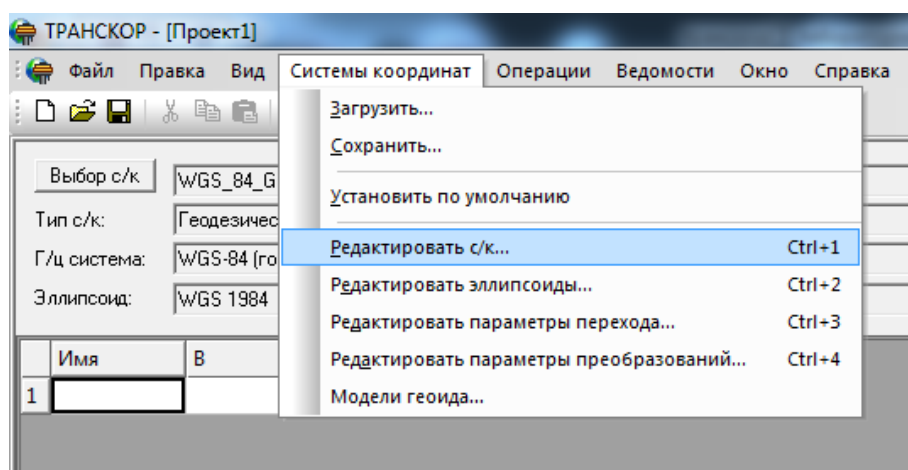 ТРАНСКОР - [Проект1]
Файл Правка Вид Системы координат Операции Ведомости Окно Справка
Загрузить...
Сохранить...
Установить по умолчанию
Редактировать с/к... Ctrl+1
Редактировать эллипсоиды... Ctrl+2
Редактировать параметры перехода... Ctrl+3
Редактировать параметры преобразований... Ctrl+4
Модели геоида...
Выбор с/к WGS_84_G
Тип с/к: Геодезичес
Г/ц система: WGS-84 (го
Эллипсоид: WGS 1984
Имя B
1